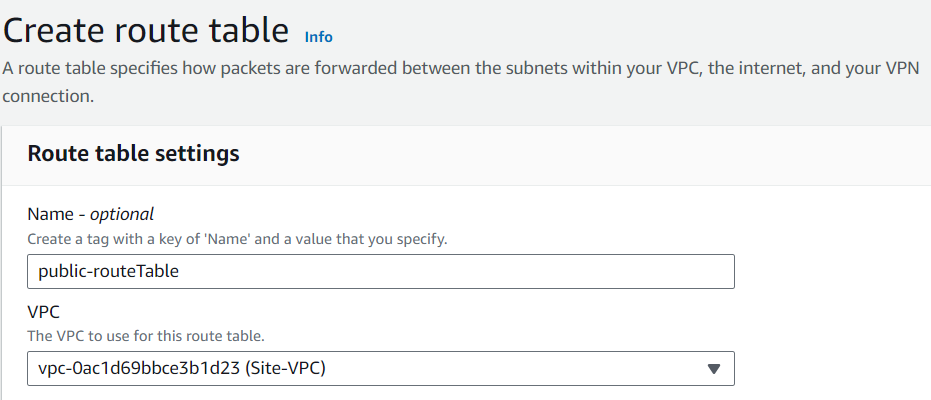 Create route table Info
A route table specifies how packets are forwarded between the subnets within your VPC, the internet, and your VPN
connection.
Route table settings
Name - optional
Create a tag with a key of 'Name' and a value that you specify.
public-routeTable
VPC
The VPC to use for this route table.
vpc-0ac1d69bbce3b1d23 (Site-VPC)